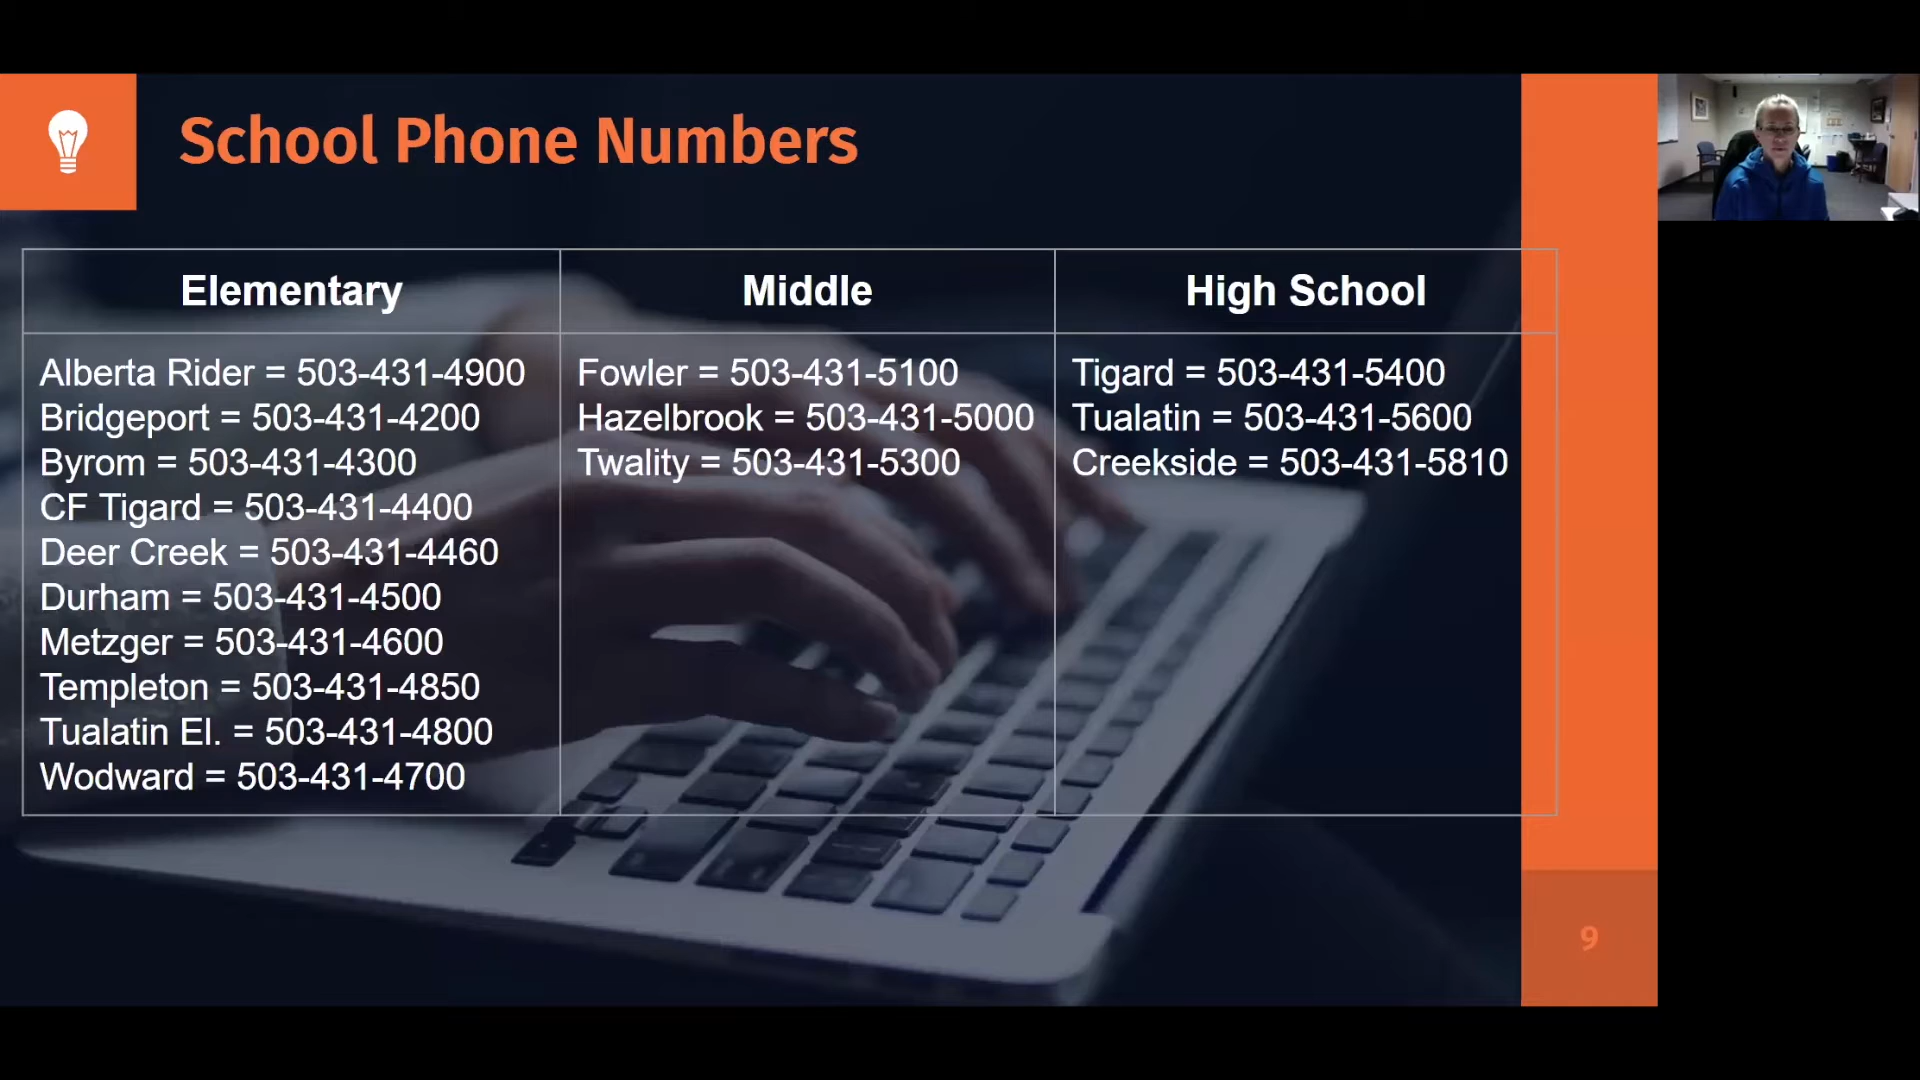 School Phone Numbers
Elementary
Middle
High School
Alberta Rider = 503-431-4900
Bridgeport = 503-431-4200
Byrom = 503-431-4300
CF Tigard = 503-431-4400
Deer Creek = 503-431-4460
Durham = 503-431-4500
Metzger = 503-431-4600
Templeton = 503-431-4850
Tualatin El. = 503-431-4800
Wodward = 503-431-4700
Fowler = 503-431-5100
Hazelbrook = 503-431-5000
Twality = 503-431-5300
Tigard = 503-431-5400
Tualatin = 503-431-5600
Creekside = 503-431-5810
9